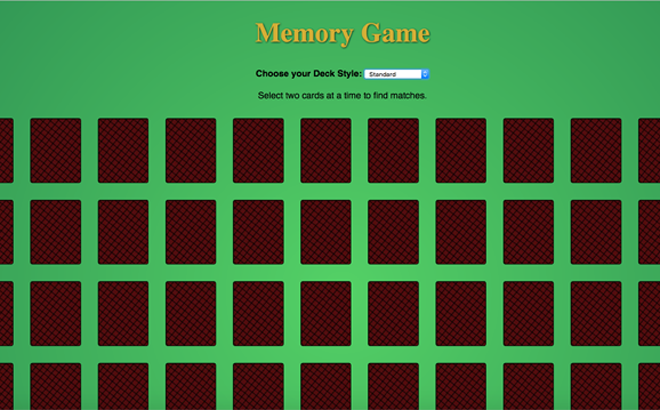 Memory Game
Choose your Deck Style: Standard
Select two cards at a time to find matches.